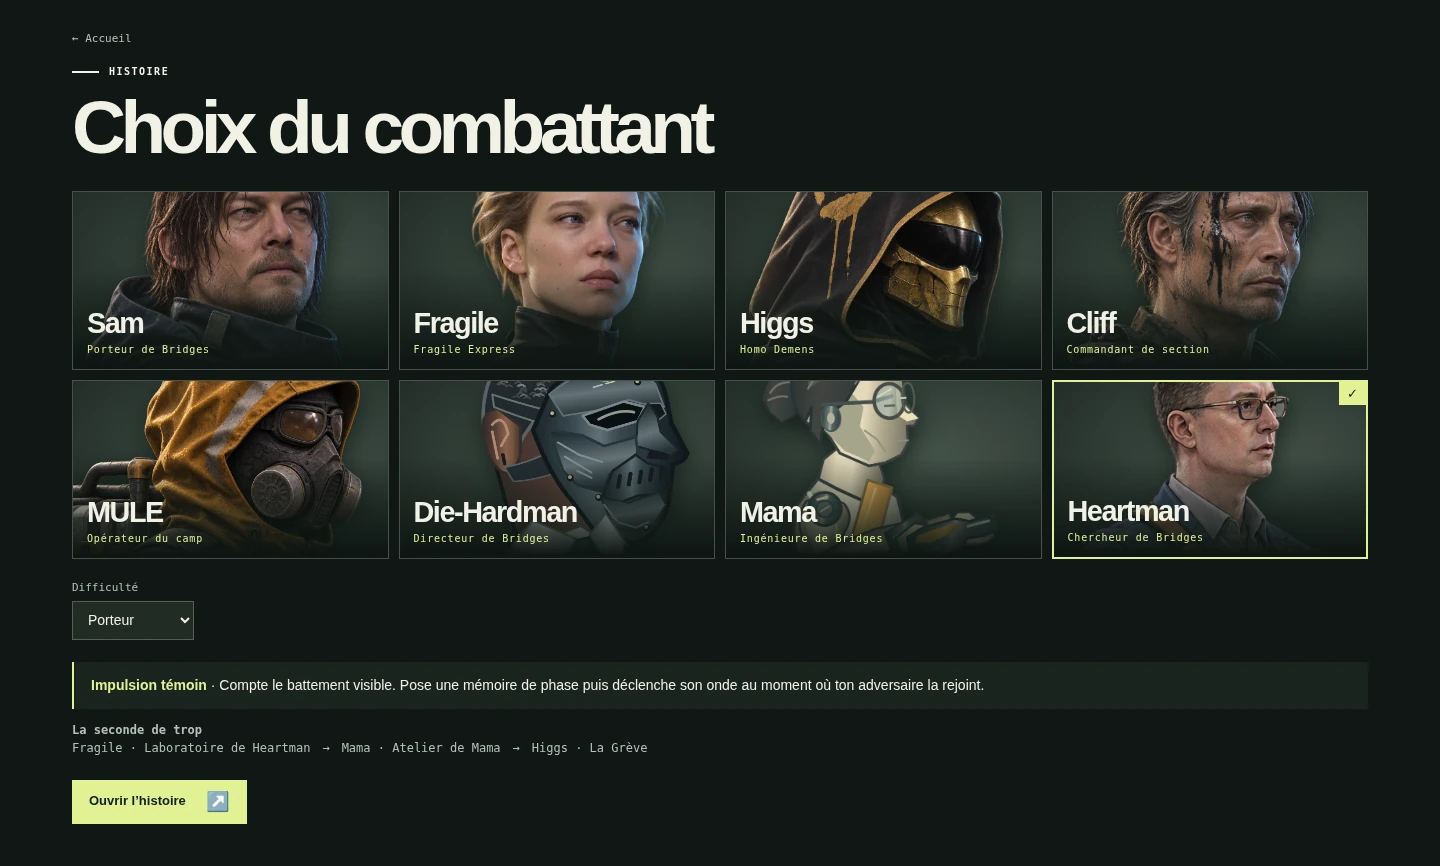 ← Accueil
HISTOIRE
Choix du combattant
Sam
Porteur de Bridges
Fragile
Fragile Express
Higgs
Homo Demens
Cliff
Commandant de section
MULE
Opérateur du camp
Die-Hardman
Directeur de Bridges
Mama
Ingénieure de Bridges
✓
Heartman
Chercheur de Bridges
Difficulté
Porteur
Impulsion témoin · Compte le battement visible. Pose une mémoire de phase puis déclenche son onde au moment où ton adversaire la rejoint.
La seconde de trop
Fragile · Laboratoire de Heartman → Mama · Atelier de Mama → Higgs · La Grève
Ouvrir l’histoire ↗